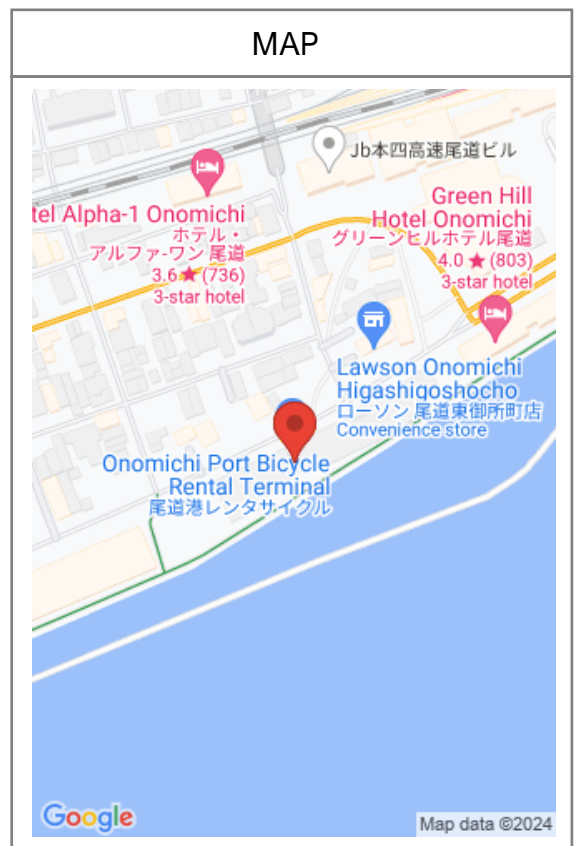 MAP
Jb本四高速尾道ビル
tel Alpha-1 Onomichi
ホテル・
アルファ-ワン 尾道
3.6★(736)
3-star hotel
Green Hill
Hotel Onomichi
グリーンヒルホテル尾道
4.0 ★ (803)
3-star hotel
Lawson Onomichi
Higashigoshocho
ローソン 尾道東御所町店
Convenience store
Onomichi Port Bicycle
Rental Terminal
尾道港レンタサイクル
Google
Map data ©2024